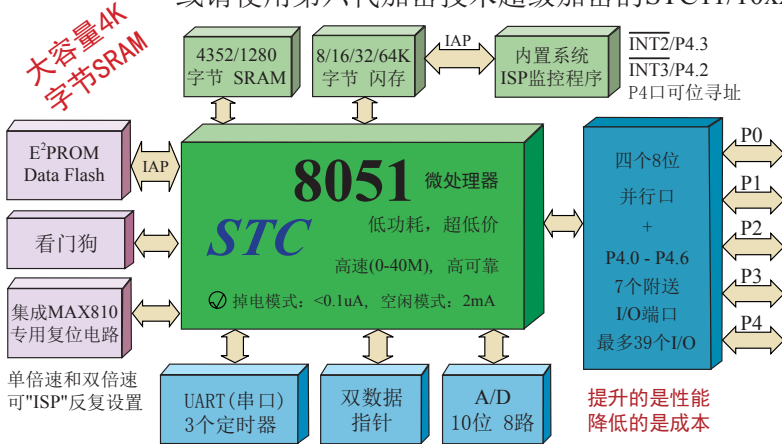 大容量4K
字节SRAM
4352/1280
字节 SRAM
8/16/32/64K
字节 闪存
IAP
内置系统
ISP监控程序
INT2/P4.3
INT3/P4.2
P4口可位寻址
E²PROM
Data Flash
IAP
看门狗
集成MAX810
专用复位电路
单倍速和双倍速
可"ISP"反复设置
8051 微处理器
STC
低功耗，超低价
高速(0-40M)，高可靠
掉电模式：<0.1uA，空闲模式：2mA
四个8位
并行口
+
P4.0 - P4.6
7个附送
I/O端口
最多39个I/O
P0
P1
P2
P3
P4
UART(串口)
3个定时器
双数据
指针
A/D
10位 8路
提升的是性能
降低的是成本